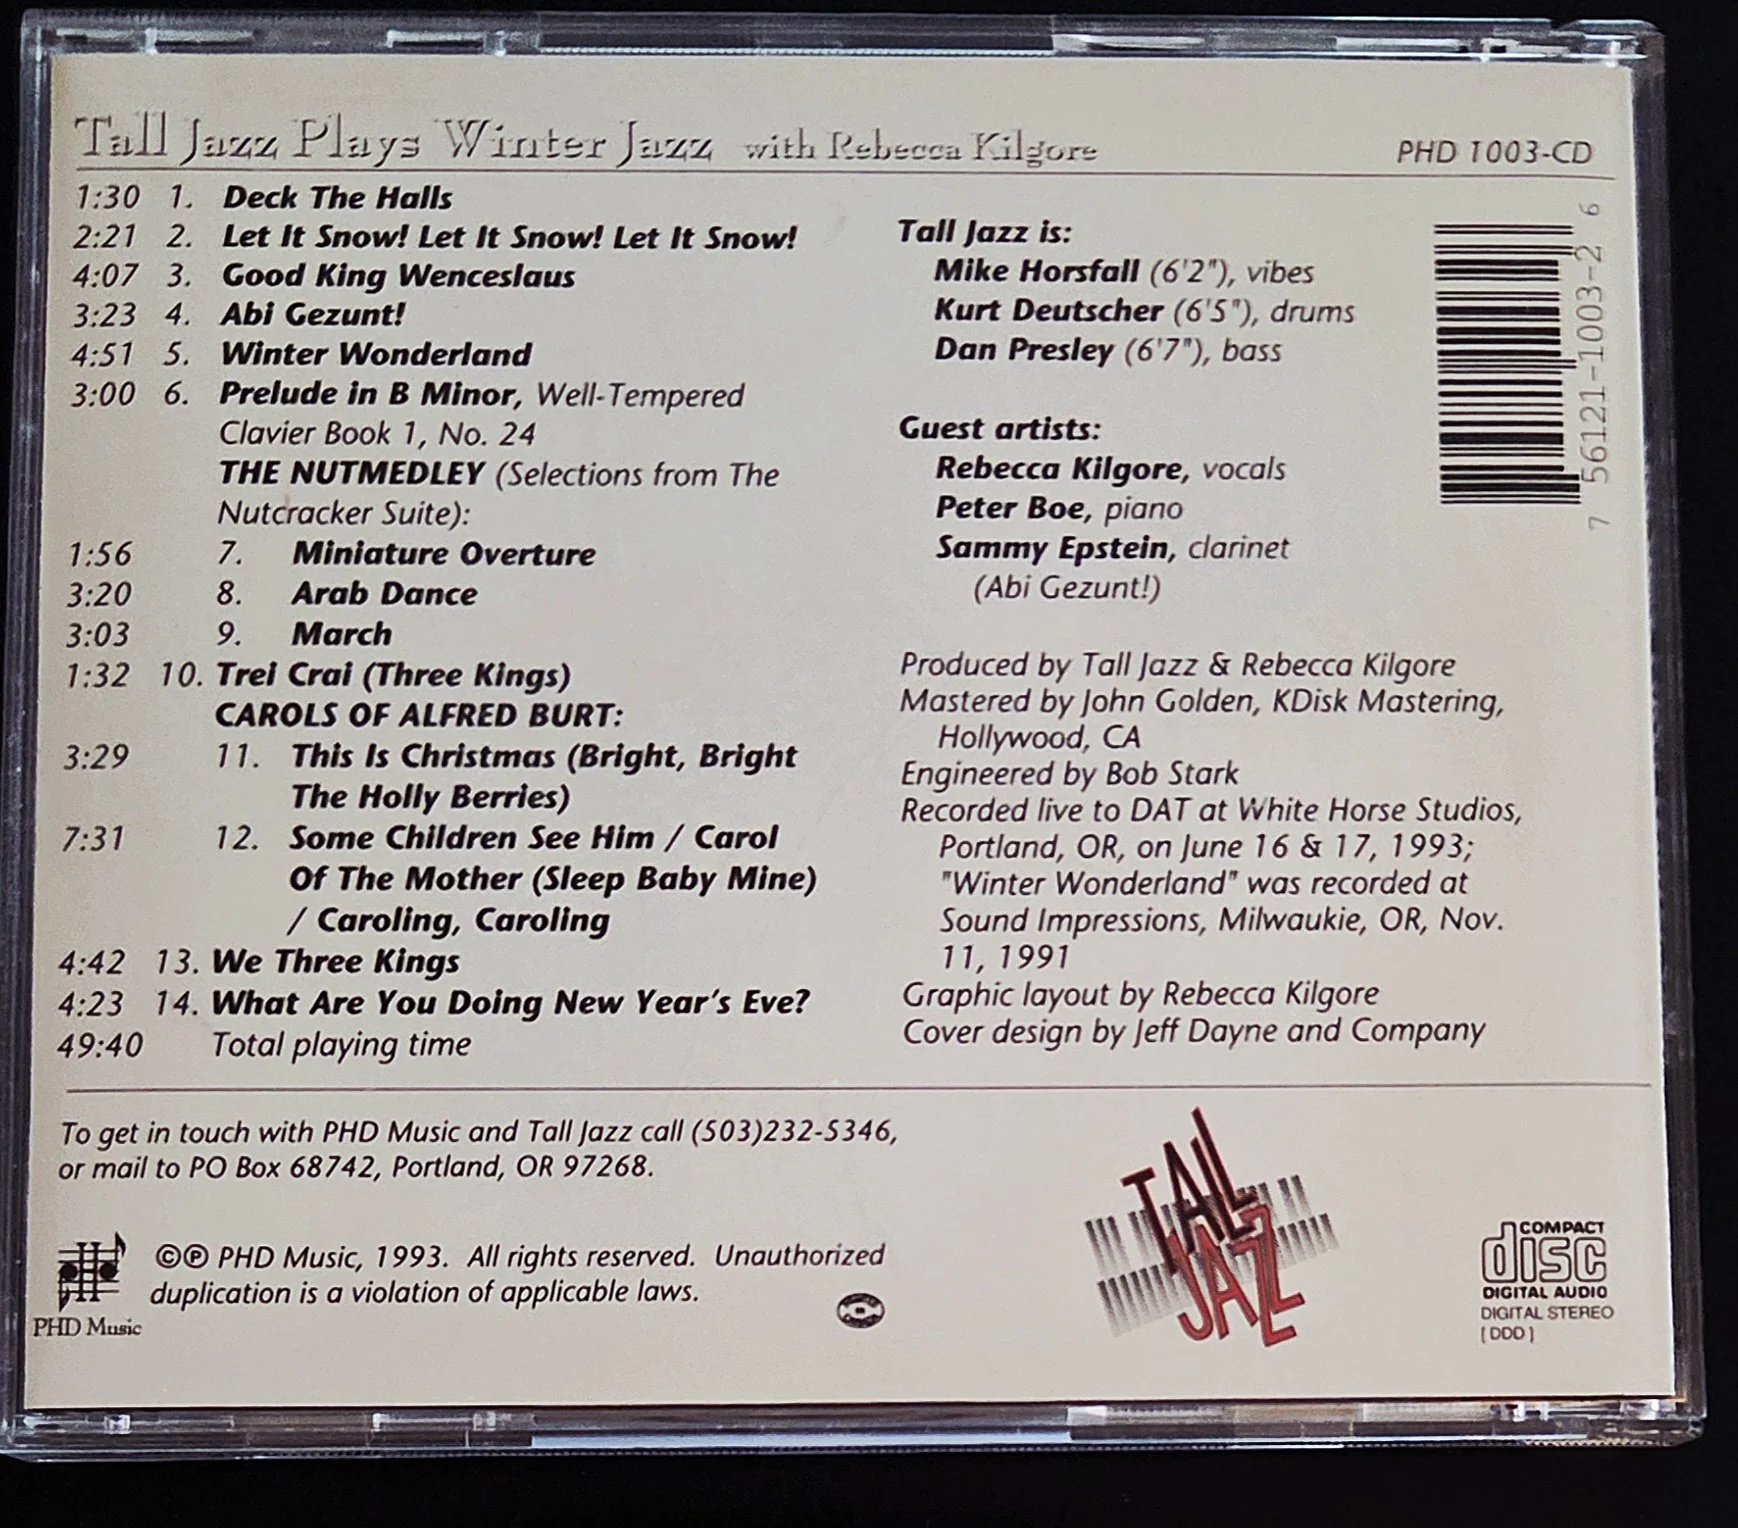 Tall Jazz Plays Winter Jazz with Rebecca Kilgore
PHD 1003-CD
1:30 1. Deck The Halls
2:21 2. Let It Snow! Let It Snow! Let It Snow!
4:07 3. Good King Wenceslaus
3:23 4. Abi Gezunt!
4:51 5. Winter Wonderland
3:00 6. Prelude in B Minor, Well-Tempered
Clavier Book 1, No. 24
THE NUTMEDLEY (Selections from The
Nutcracker Suite):
1:56 7. Miniature Overture
3:20 8. Arab Dance
3:03 9. March
1:32 10. Trei Crai (Three Kings)
CAROLS OF ALFRED BURT:
3:29 11. This Is Christmas (Bright, Bright
The Holly Berries)
7:31 12. Some Children See Him / Carol
Of The Mother (Sleep Baby Mine)
/ Caroling, Caroling
4:42 13. We Three Kings
4:23 14. What Are You Doing New Year's Eve?
49:40 Total playing time
Tall Jazz is:
Mike Horsfall (6'2"), vibes
Kurt Deutscher (6'5"), drums
Dan Presley (6'7"), bass
Guest artists:
Rebecca Kilgore, vocals
Peter Boe, piano
Sammy Epstein, clarinet
(Abi Gezunt!)
Produced by Tall Jazz & Rebecca Kilgore
Mastered by John Golden, KDisk Mastering,
Hollywood, CA
Engineered by Bob Stark
Recorded live to DAT at White Horse Studios,
Portland, OR, on June 16 & 17, 1993;
"Winter Wonderland" was recorded at
Sound Impressions, Milwaukie, OR, Nov.
11, 1991
Graphic layout by Rebecca Kilgore
Cover design by Jeff Dayne and Company
7 56121-1003-2 6
To get in touch with PHD Music and Tall Jazz call (503)232-5346,
or mail to PO Box 68742, Portland, OR 97268.
©℗ PHD Music, 1993. All rights reserved. Unauthorized
duplication is a violation of applicable laws.
PHD Music
TALL
JAZZ
COMPACT
disc
DIGITAL AUDIO
DIGITAL STEREO
[DDD]